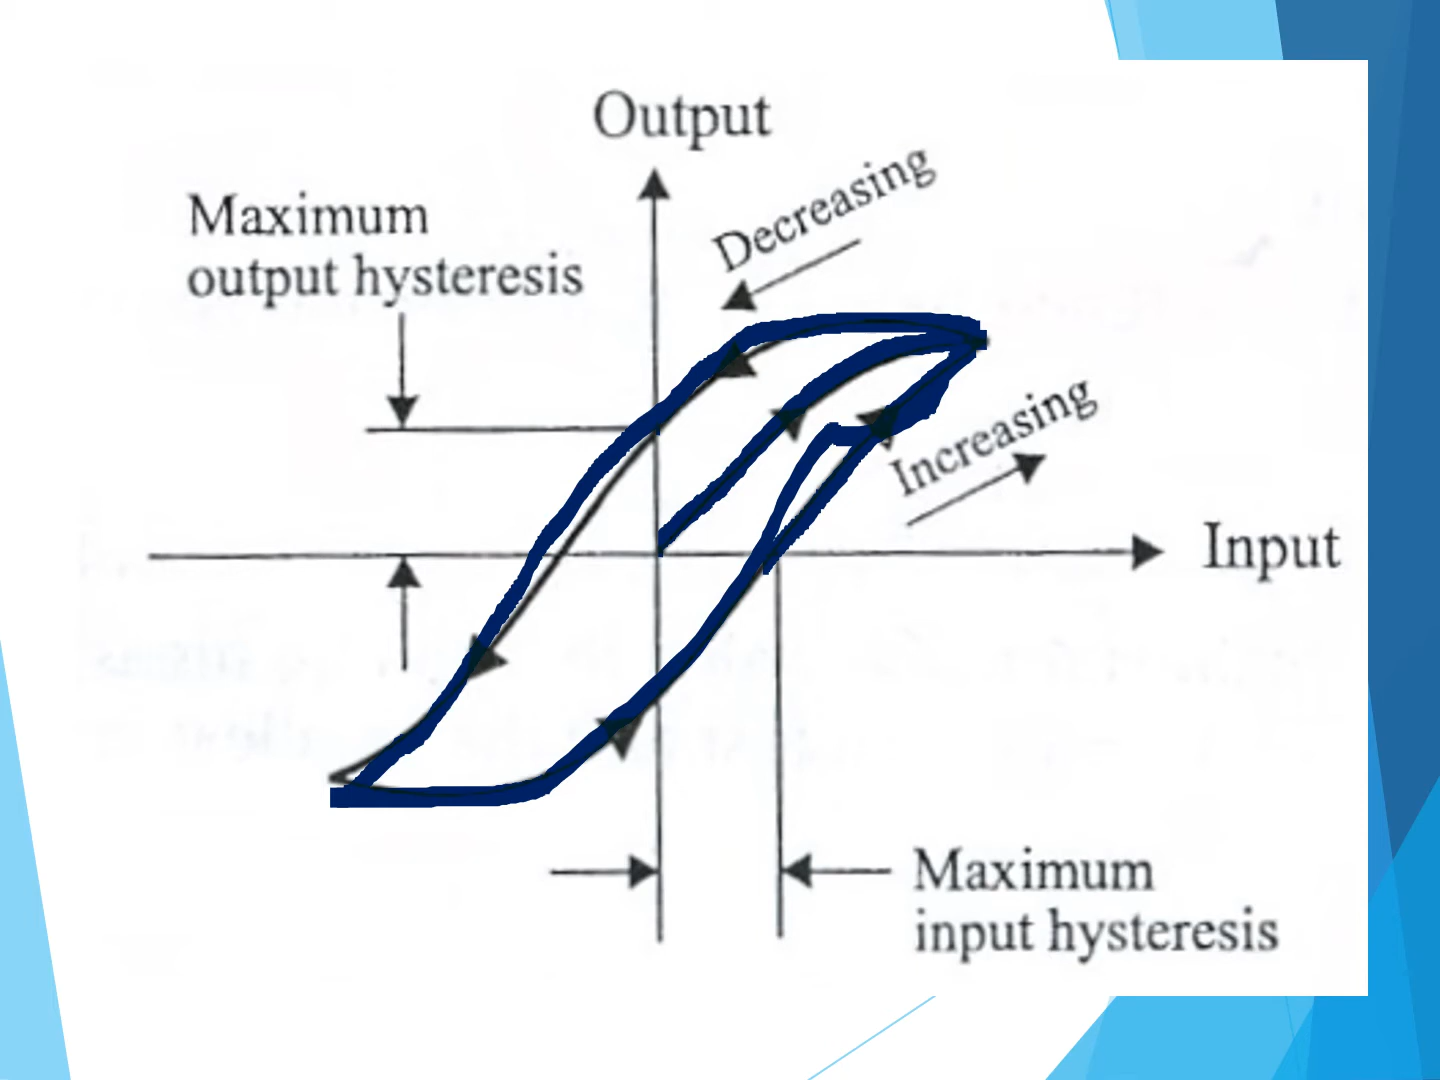 Output
Decreasing
Maximum
output hysteresis
Increasing
Input
Maximum
input hysteresis